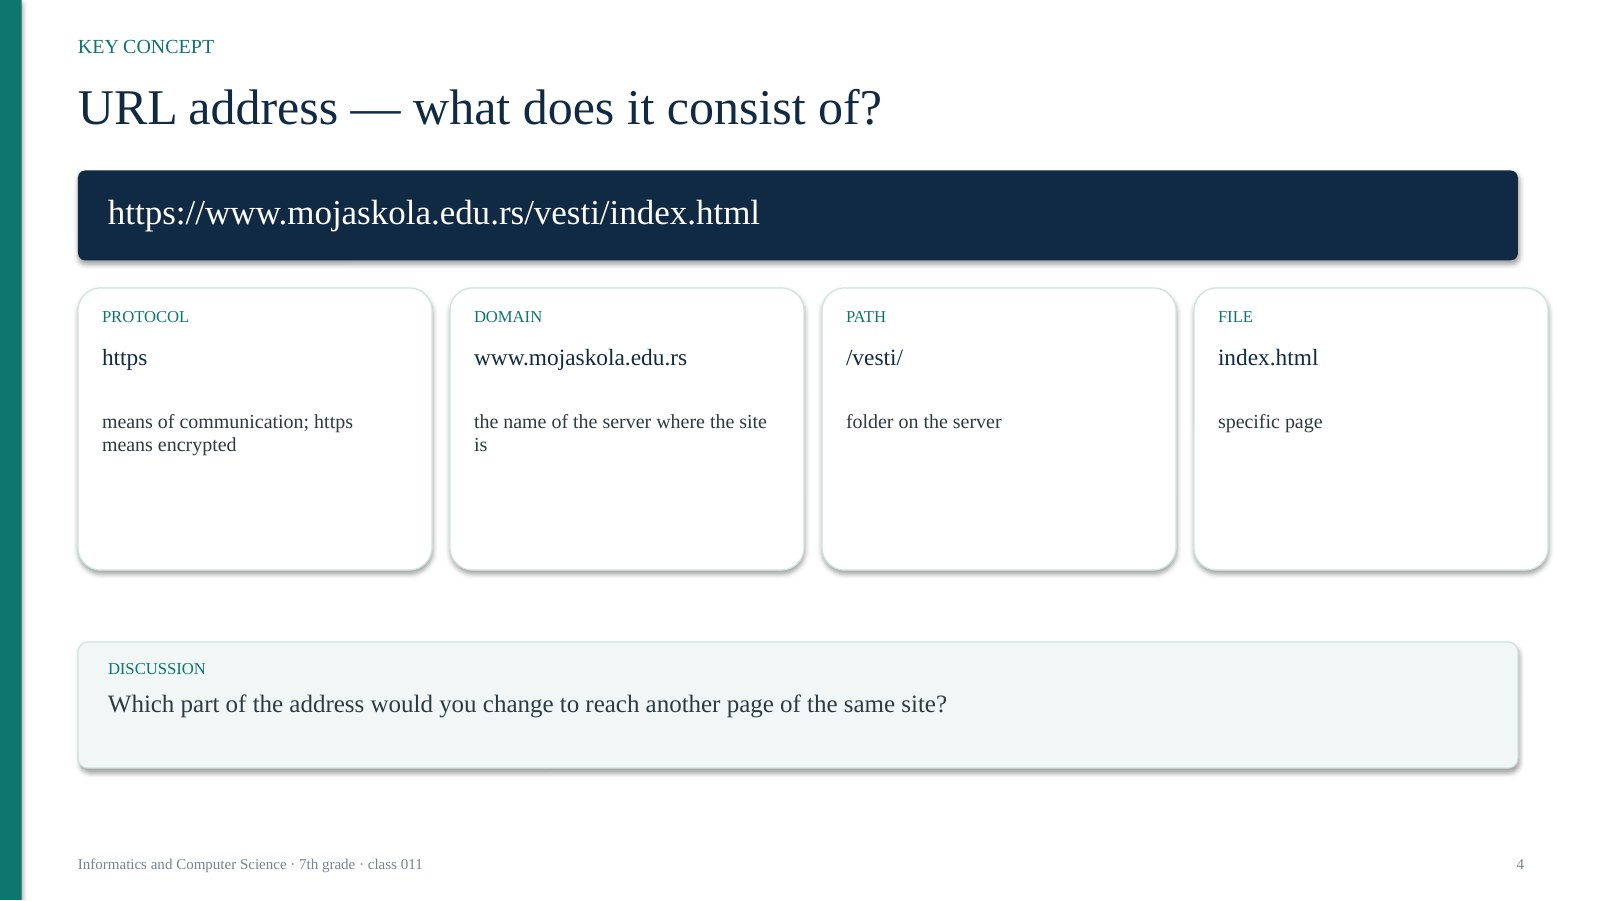 KEY CONCEPT
URL address — what does it consist of?
https://www.mojaskola.edu.rs/vesti/index.html
PROTOCOL
https
means of communication; https
means encrypted
DOMAIN
www.mojaskola.edu.rs
the name of the server where the site
is
PATH
/vesti/
folder on the server
FILE
index.html
specific page
DISCUSSION
Which part of the address would you change to reach another page of the same site?
Informatics and Computer Science · 7th grade · class 011
4